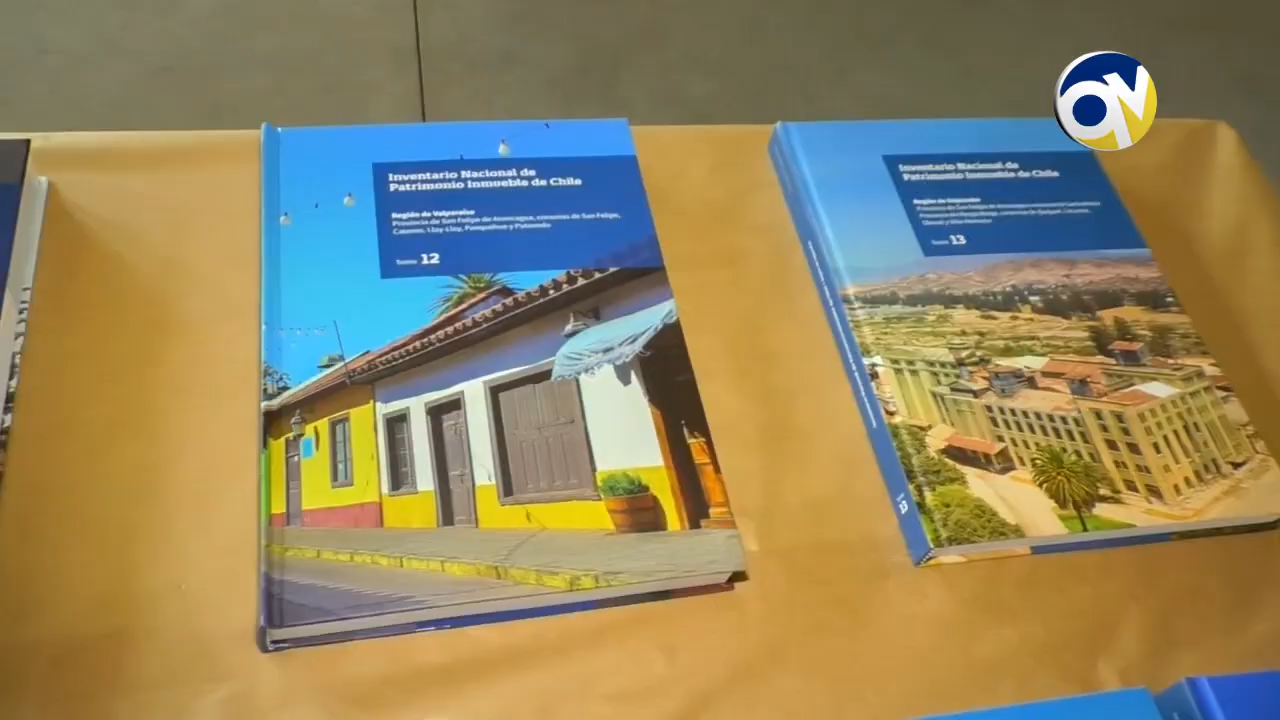 Inventario Nacional de
Patrimonio Inmueble de Chile
Región de Valparaíso
Provincia de San Felipe de Aconcagua, comunas de San Felipe,
Catemu, Llay-Llay, Panquehue y Putaendo
Tomo 12
Inventario Nacional de
Patrimonio Inmueble de Chile
Región de Valparaíso
Tomo 13
13